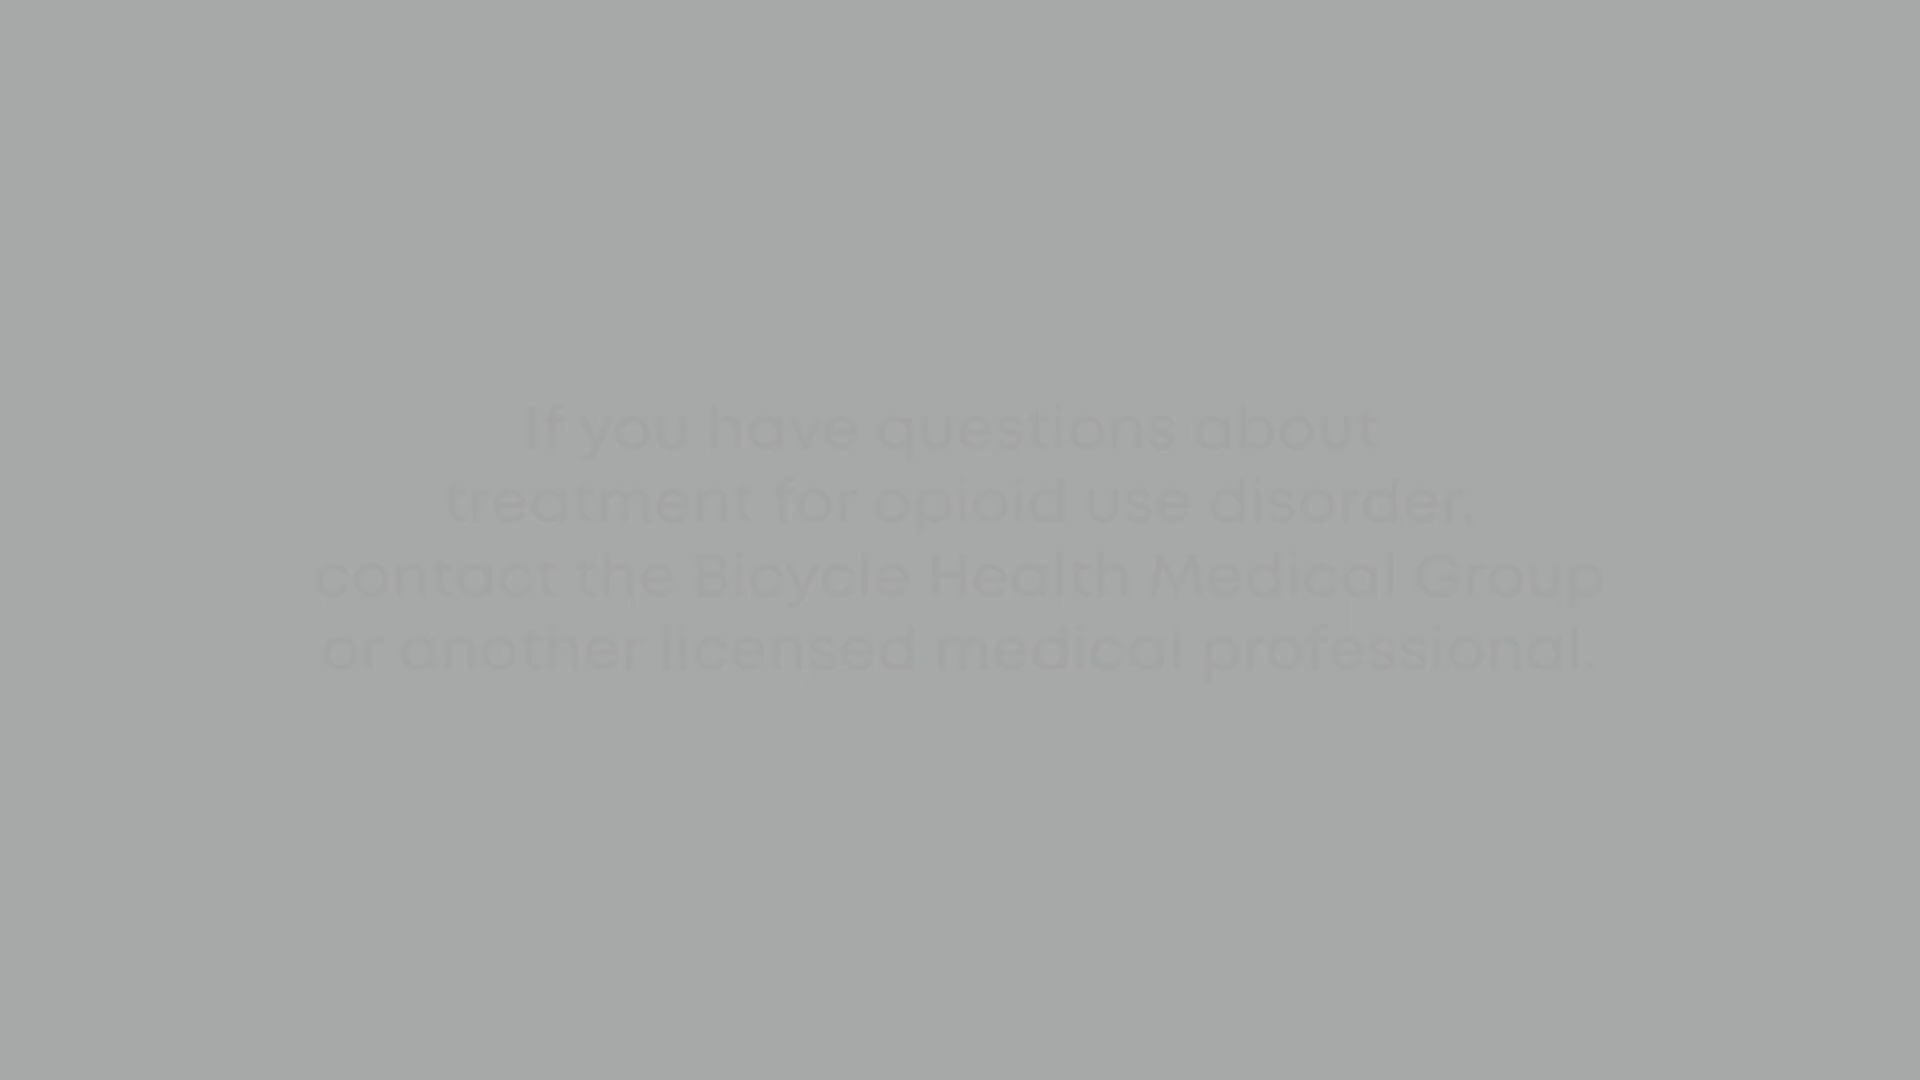 If you have questions about
treatment for opioid use disorder,
contact the Bicycle Health Medical Group
or another licensed medical professional.